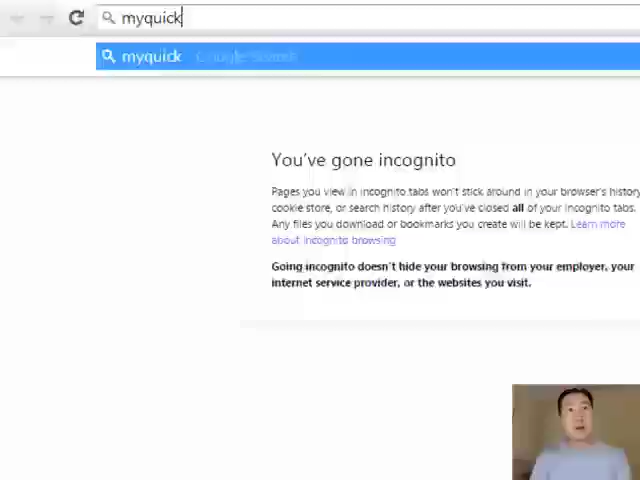 myquick
myquick Google Search
You've gone incognito
Pages you view in incognito tabs won't stick around in your browser's history,
cookie store, or search history after you've closed all of your incognito tabs.
Any files you download or bookmarks you create will be kept. Learn more
about incognito browsing
Going incognito doesn't hide your browsing from your employer, your
internet service provider, or the websites you visit.